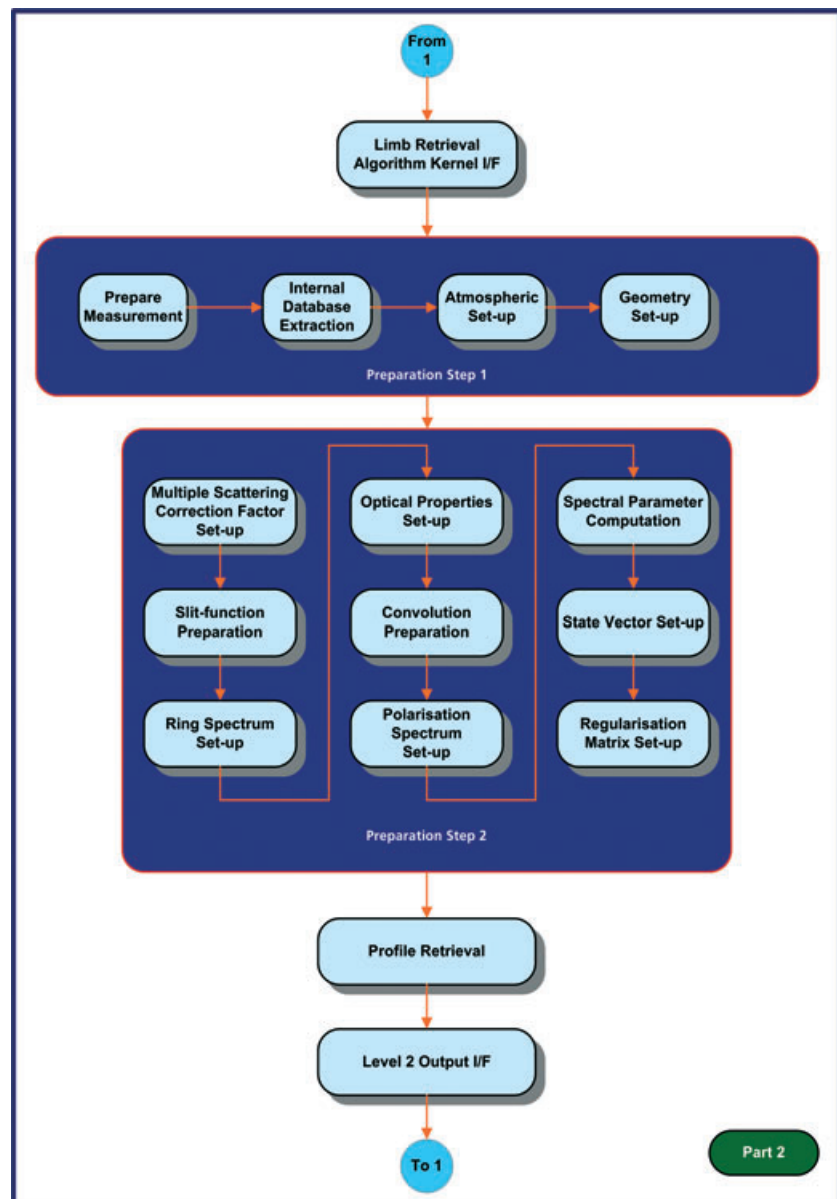 From
1
Limb Retrieval
Algorithm Kernel I/F
Prepare
Measurement
Internal
Database
Extraction
Atmospheric
Set-up
Geometry
Set-up
Preparation Step 1
Multiple Scattering
Correction Factor
Set-up
Slit-function
Preparation
Ring Spectrum
Set-up
Optical Properties
Set-up
Convolution
Preparation
Polarisation
Spectrum
Set-up
Spectral Parameter
Computation
State Vector Set-up
Regularisation
Matrix Set-up
Preparation Step 2
Profile Retrieval
Level 2 Output I/F
To 1
Part 2